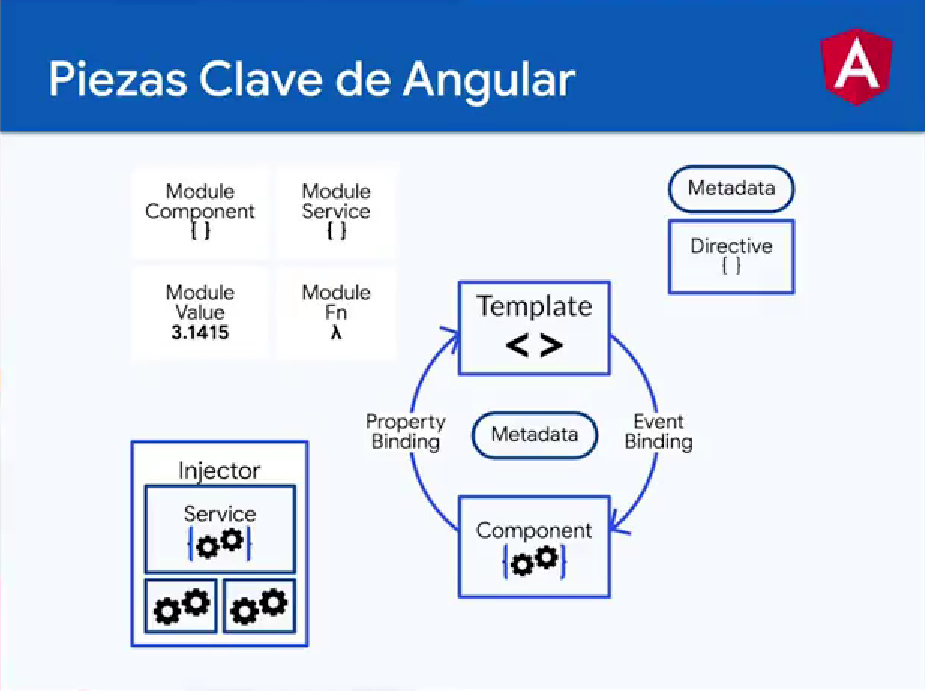 Piezas Clave de Angular
A
Module
Component
{ }
Module
Service
{ }
Module
Value
3.1415
Module
Fn
λ
Metadata
Directive
{ }
Template
< >
Property
Binding
Metadata
Event
Binding
Component
{ }
Injector
Service
{ }